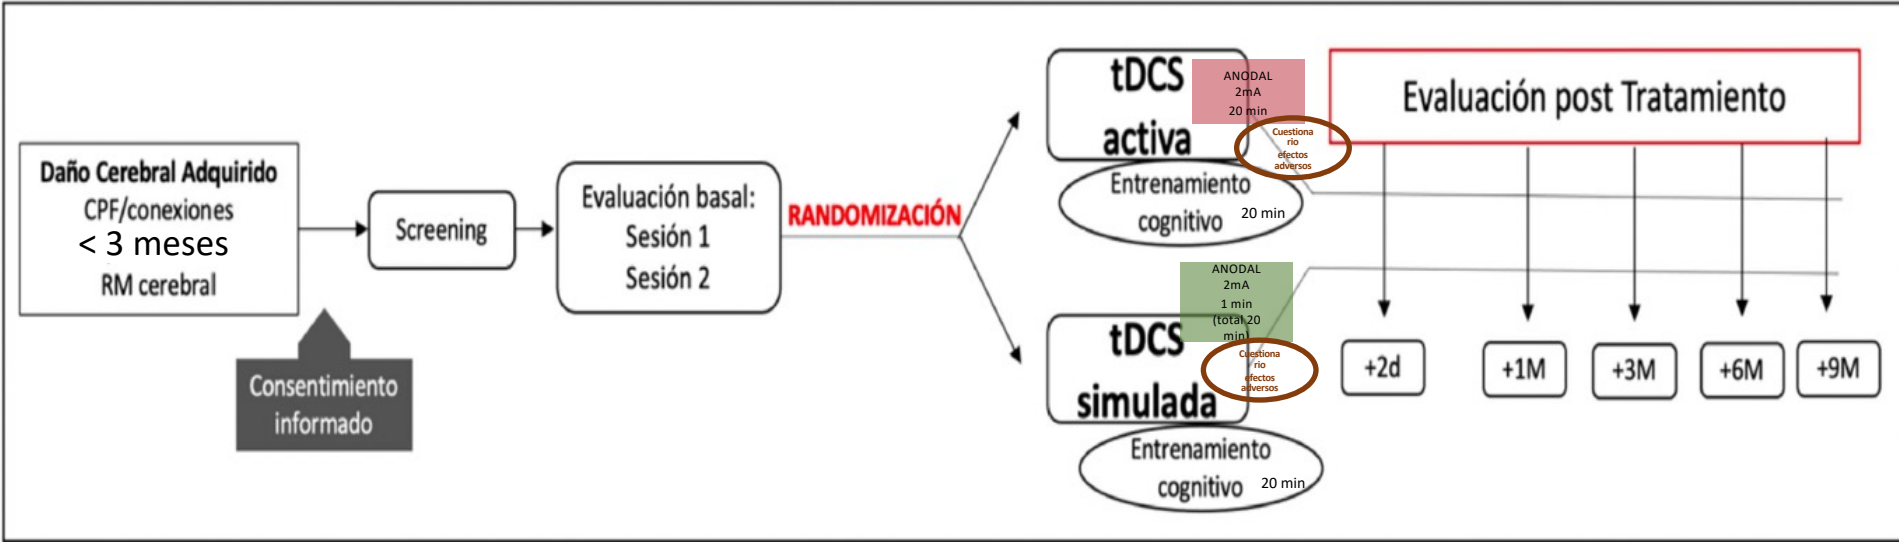 Daño Cerebral Adquirido
CPF/conexiones
< 3 meses
RM cerebral
Consentimiento
informado
Screening
Evaluación basal:
Sesión 1
Sesión 2
RANDOMIZACIÓN
tDCS
activa
ANODAL
2mA
20 min
Cuestiona
rio
efectos
adversos
Entrenamiento
cognitivo
20 min
ANODAL
2mA
1 min
(total 20
min)
tDCS
simulada
Cuestiona
rio
efectos
adversos
Entrenamiento
cognitivo
20 min
Evaluación post Tratamiento
+2d
+1M
+3M
+6M
+9M